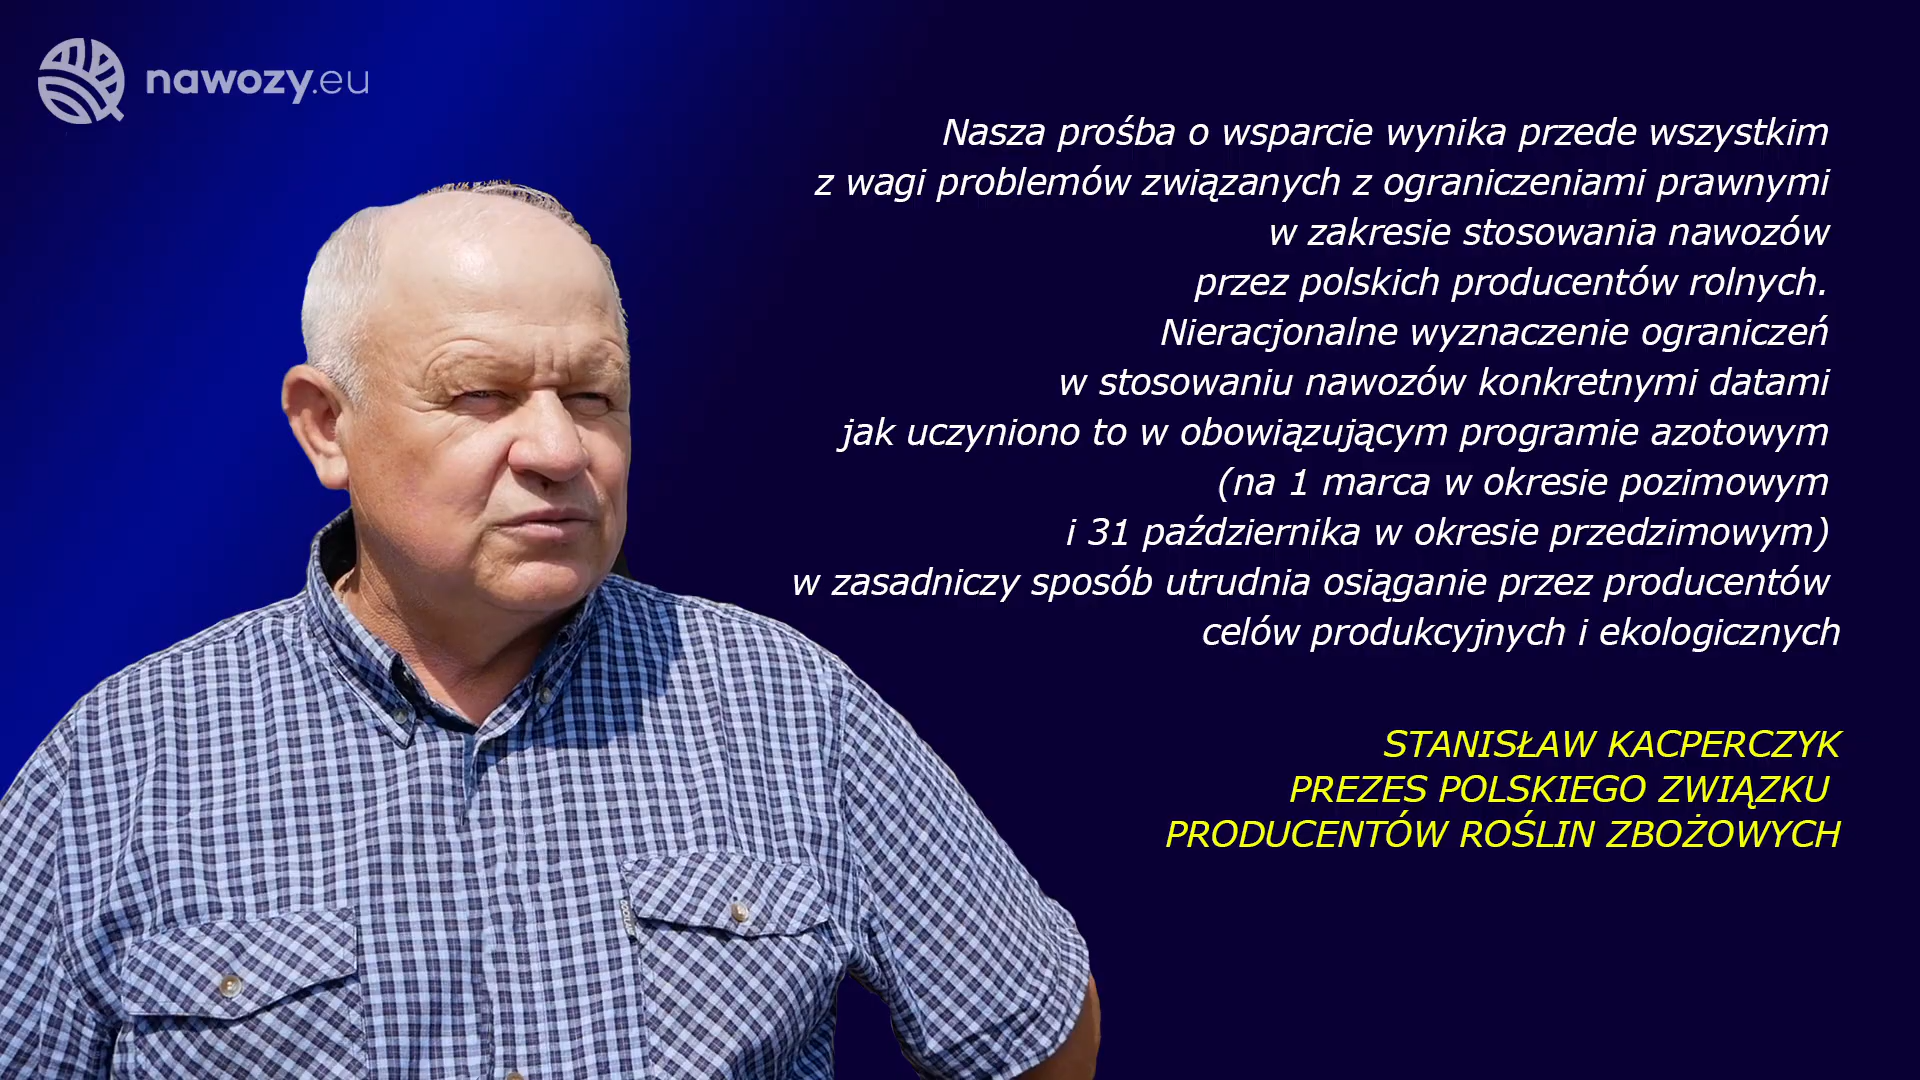 nawozy.eu
Nasza prośba o wsparcie wynika przede wszystkim
z wagi problemów związanych z ograniczeniami prawnymi
w zakresie stosowania nawozów
przez polskich producentów rolnych.
Nieracjonalne wyznaczenie ograniczeń
w stosowaniu nawozów konkretnymi datami
jak uczyniono to w obowiązującym programie azotowym
(na 1 marca w okresie pozimowym
i 31 października w okresie przedzimowym)
w zasadniczy sposób utrudnia osiąganie przez producentów
celów produkcyjnych i ekologicznych
STANISŁAW KACPERCZYK
PREZES POLSKIEGO ZWIĄZKU
PRODUCENTÓW ROŚLIN ZBOŻOWYCH